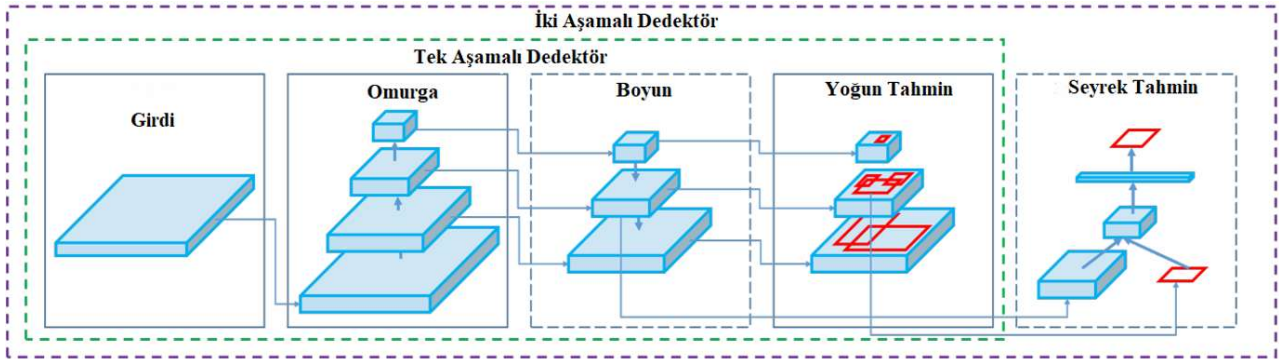 İki Aşamalı Dedektör
Tek Aşamalı Dedektör
Girdi
Omurga
Boyun
Yoğun Tahmin
Seyrek Tahmin